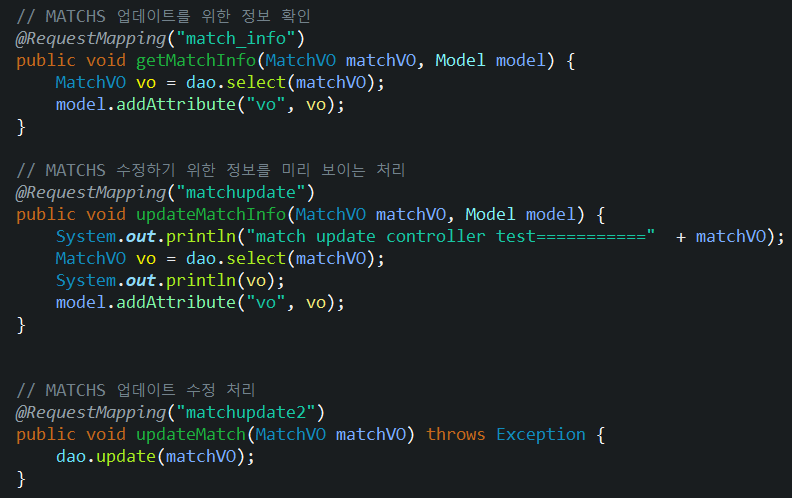 // MATCHS 업데이트를 위한 정보 확인
@RequestMapping("match_info")
public void getMatchInfo(MatchVO matchVO, Model model) {
    MatchVO vo = dao.select(matchVO);
    model.addAttribute("vo", vo);
}
// MATCHS 수정하기 위한 정보를 미리 보이는 처리
@RequestMapping("matchupdate")
public void updateMatchInfo(MatchVO matchVO, Model model) {
    System.out.println("match update controller test==========="  + matchVO);
    MatchVO vo = dao.select(matchVO);
    System.out.println(vo);
    model.addAttribute("vo", vo);
}
// MATCHS 업데이트 수정 처리
@RequestMapping("matchupdate2")
public void updateMatch(MatchVO matchVO) throws Exception {
    dao.update(matchVO);
}